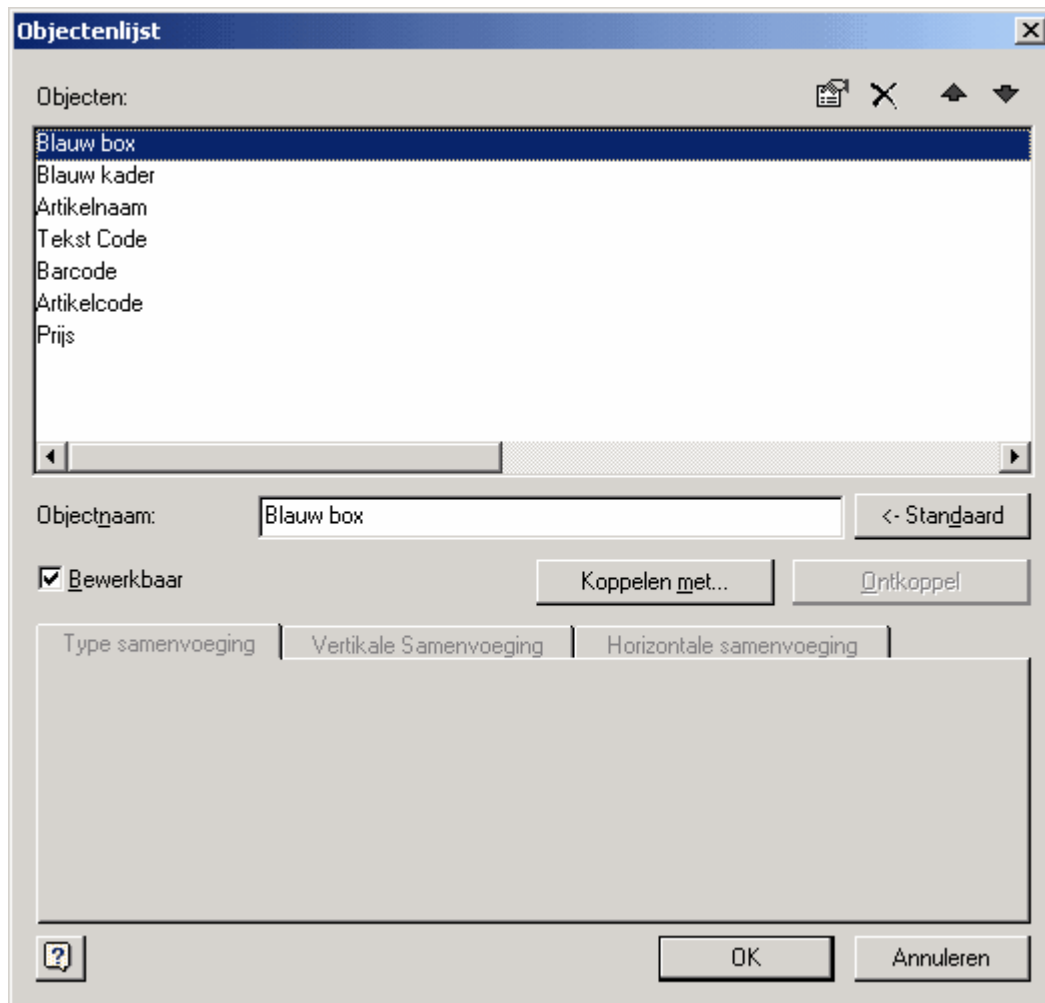 Objectenlijst
Objecten:
Blauw box
Blauw kader
Artikelnaam
Tekst Code
Barcode
Artikelcode
Prijs
Objectnaam: Blauw box <- Standaard
Bewerkbaar Koppelen met... Ontkoppel
Type samenvoeging Vertikale Samenvoeging Horizontale samenvoeging
? OK Annuleren